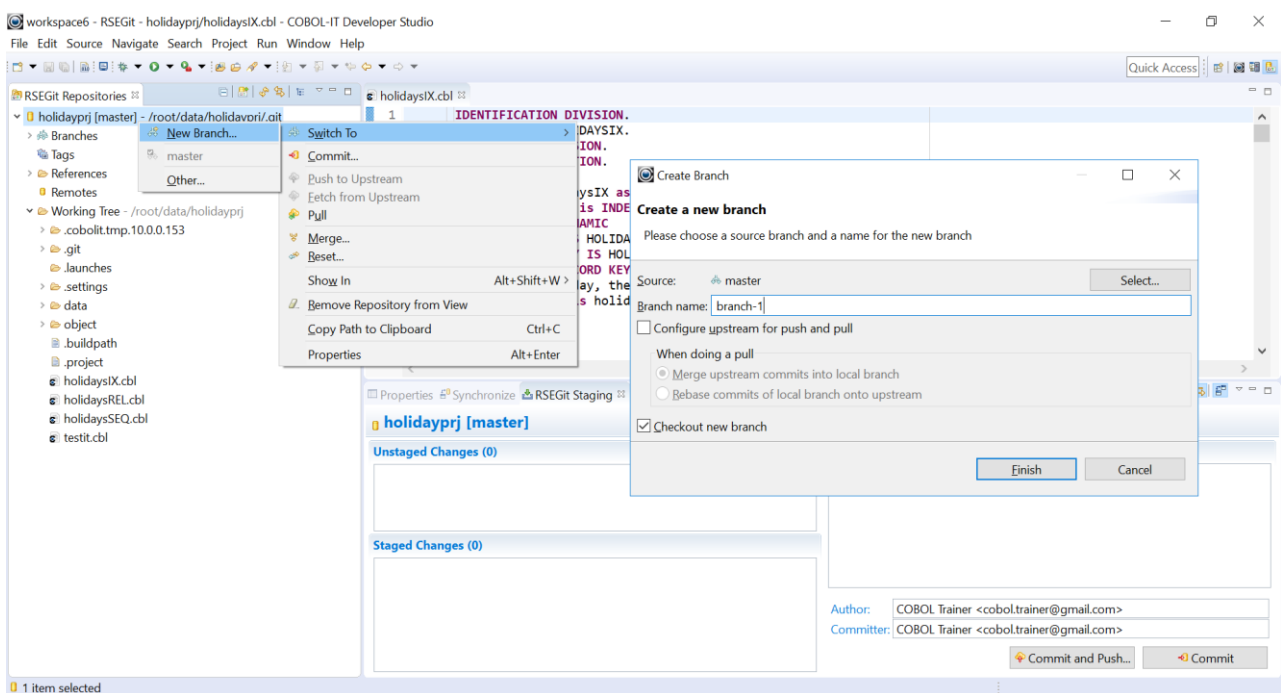 workspace6 - RSEGit - holidayprj/holidaysIX.cbl - COBOL-IT Developer Studio
File Edit Source Navigate Search Project Run Window Help
Quick Access
RSEGit Repositories
holidayprj [master] - /root/data/holidayprj/.git
Branches
Tags
References
Remotes
Working Tree - /root/data/holidayprj
.cobolit.tmp.10.0.0.153
.git
.launches
.settings
data
object
.buildpath
.project
holidaysIX.cbl
holidaysREL.cbl
holidaysSEQ.cbl
testit.cbl
New Branch...
master
Other...
Switch To
Commit...
Push to Upstream
Fetch from Upstream
Pull
Merge...
Reset...
Show In Alt+Shift+W
Remove Repository from View
Copy Path to Clipboard Ctrl+C
Properties Alt+Enter
holidaysIX.cbl
1 IDENTIFICATION DIVISION.
DAYSIX.
ION.
ION.
ysIX as
is INDE
AMIC
HOLIDA
IS HOL
ORD KEY
ay, the
s holid
Create Branch
Create a new branch
Please choose a source branch and a name for the new branch
Source: master Select...
Branch name: branch-1
Configure upstream for push and pull
When doing a pull
Merge upstream commits into local branch
Rebase commits of local branch onto upstream
Checkout new branch
Finish Cancel
Properties Synchronize RSEGit Staging
holidayprj [master]
Unstaged Changes (0)
Staged Changes (0)
Author: COBOL Trainer <cobol.trainer@gmail.com>
Committer: COBOL Trainer <cobol.trainer@gmail.com>
Commit and Push... Commit
1 item selected